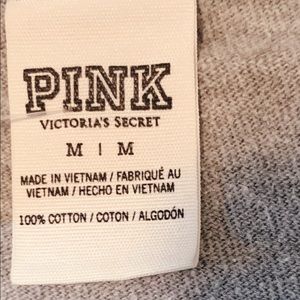 PINK
VICTORIA'S SECRET
M | M
MADE IN VIETNAM / FABRIQUÉ AU
VIETNAM / HECHO EN VIETNAM
100% COTTON / COTON / ALGODÓN